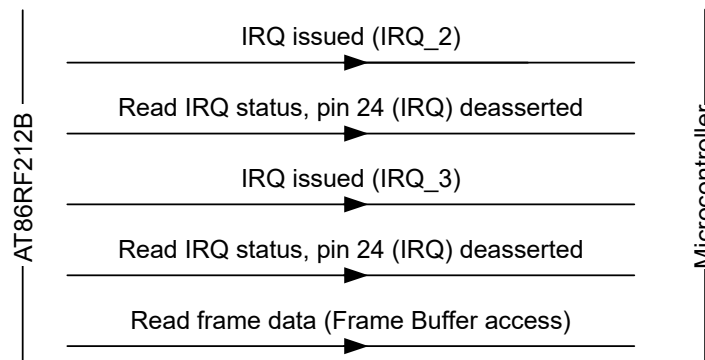 IRQ issued (IRQ_2)
Read IRQ status, pin 24 (IRQ) deasserted
IRQ issued (IRQ_3)
Read IRQ status, pin 24 (IRQ) deasserted
Read frame data (Frame Buffer access)
AT86RF212B
Microcontroller